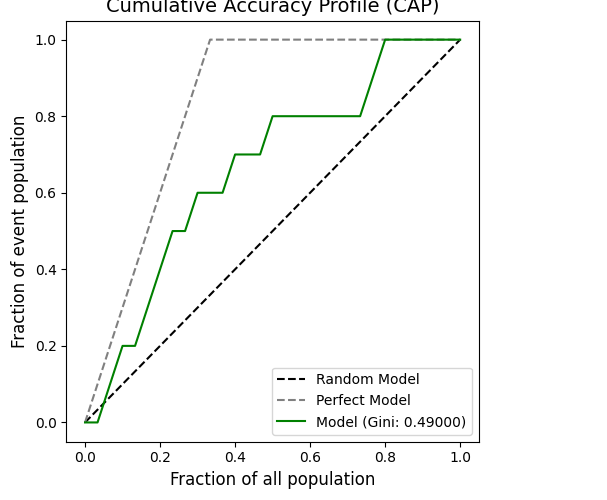 Cumulative Accuracy Profile (CAP)
1.0
0.8
0.6
0.4
0.2
0.0
Fraction of event population
Random Model
Perfect Model
Model (Gini: 0.49000)
0.0 0.2 0.4 0.6 0.8 1.0
Fraction of all population